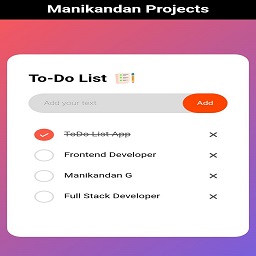 Manikandan Projects
To-Do List
Add your text
Add
ToDo List App
Frontend Developer
Manikandan G
Full Stack Developer